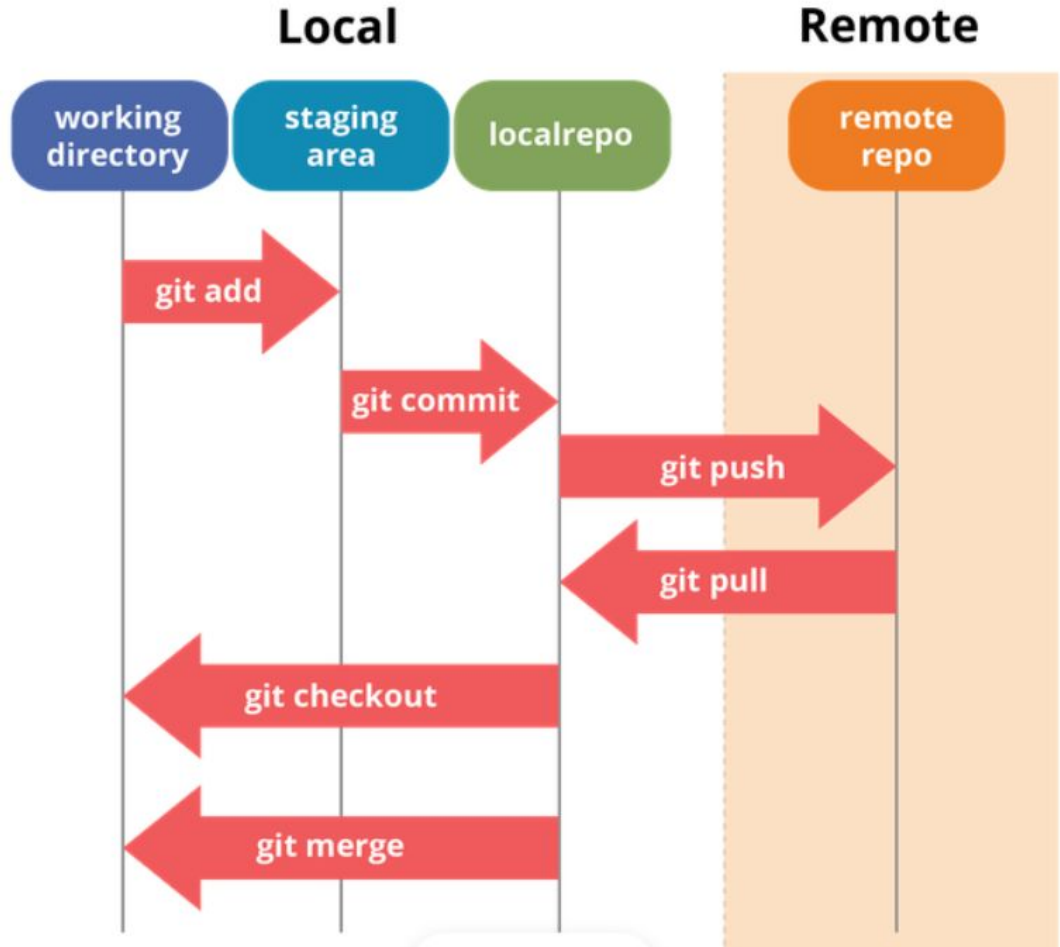 Local
Remote
working
directory
staging
area
localrepo
remote
repo
git add
git commit
git push
git pull
git checkout
git merge